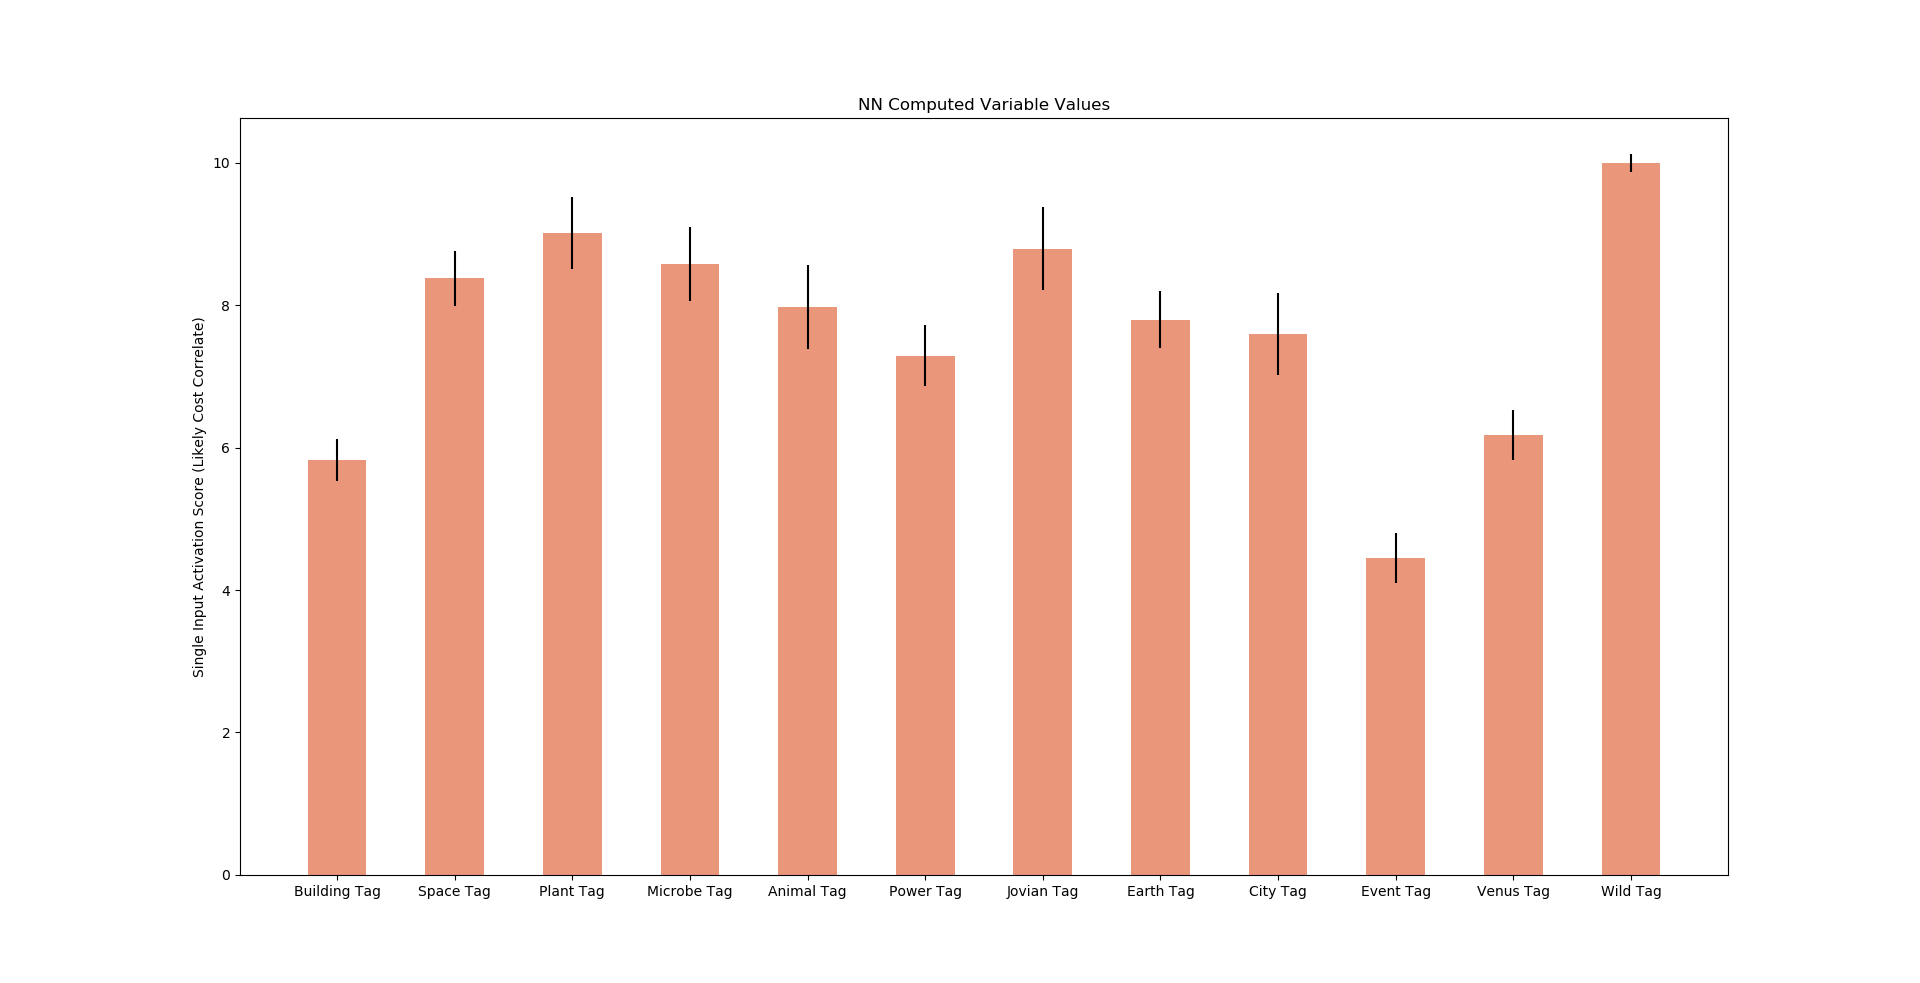 NN Computed Variable Values
Single Input Activation Score (Likely Cost Correlate)
10
8
6
4
2
0
Building Tag Space Tag Plant Tag Microbe Tag Animal Tag Power Tag Jovian Tag Earth Tag City Tag Event Tag Venus Tag Wild Tag